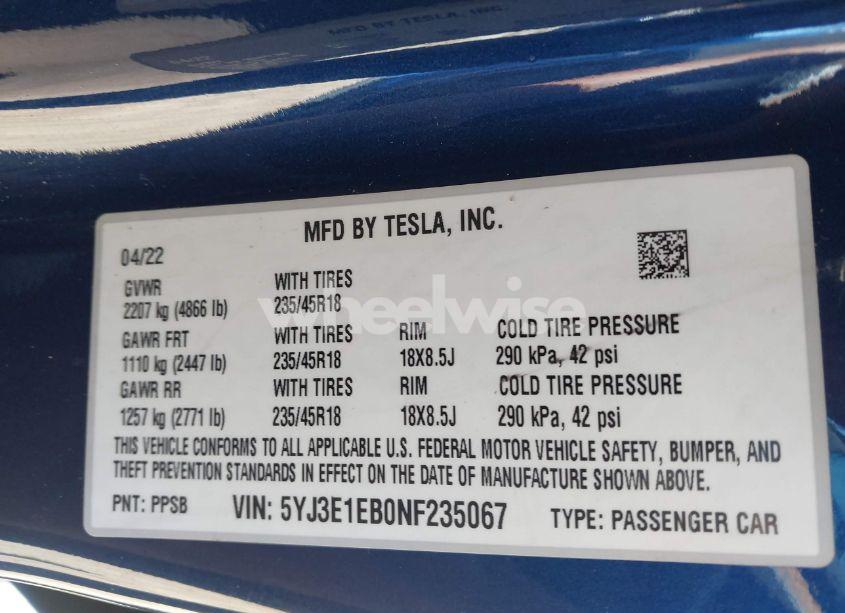 MFD BY TESLA, INC.
04/22
GVWR WITH TIRES
2207 kg (4866 lb) 235/45R18
wheelwise
GAWR FRT WITH TIRES RIM COLD TIRE PRESSURE
1110 kg (2447 lb) 235/45R18 18X8.5J 290 kPa, 42 psi
GAWR RR WITH TIRES RIM COLD TIRE PRESSURE
1257 kg (2771 lb) 235/45R18 18X8.5J 290 kPa, 42 psi
THIS VEHICLE CONFORMS TO ALL APPLICABLE U.S. FEDERAL MOTOR VEHICLE SAFETY, BUMPER, AND
THEFT PREVENTION STANDARDS IN EFFECT ON THE DATE OF MANUFACTURE SHOWN ABOVE.
PNT: PPSB VIN: 5YJ3E1EB0NF235067 TYPE: PASSENGER CAR